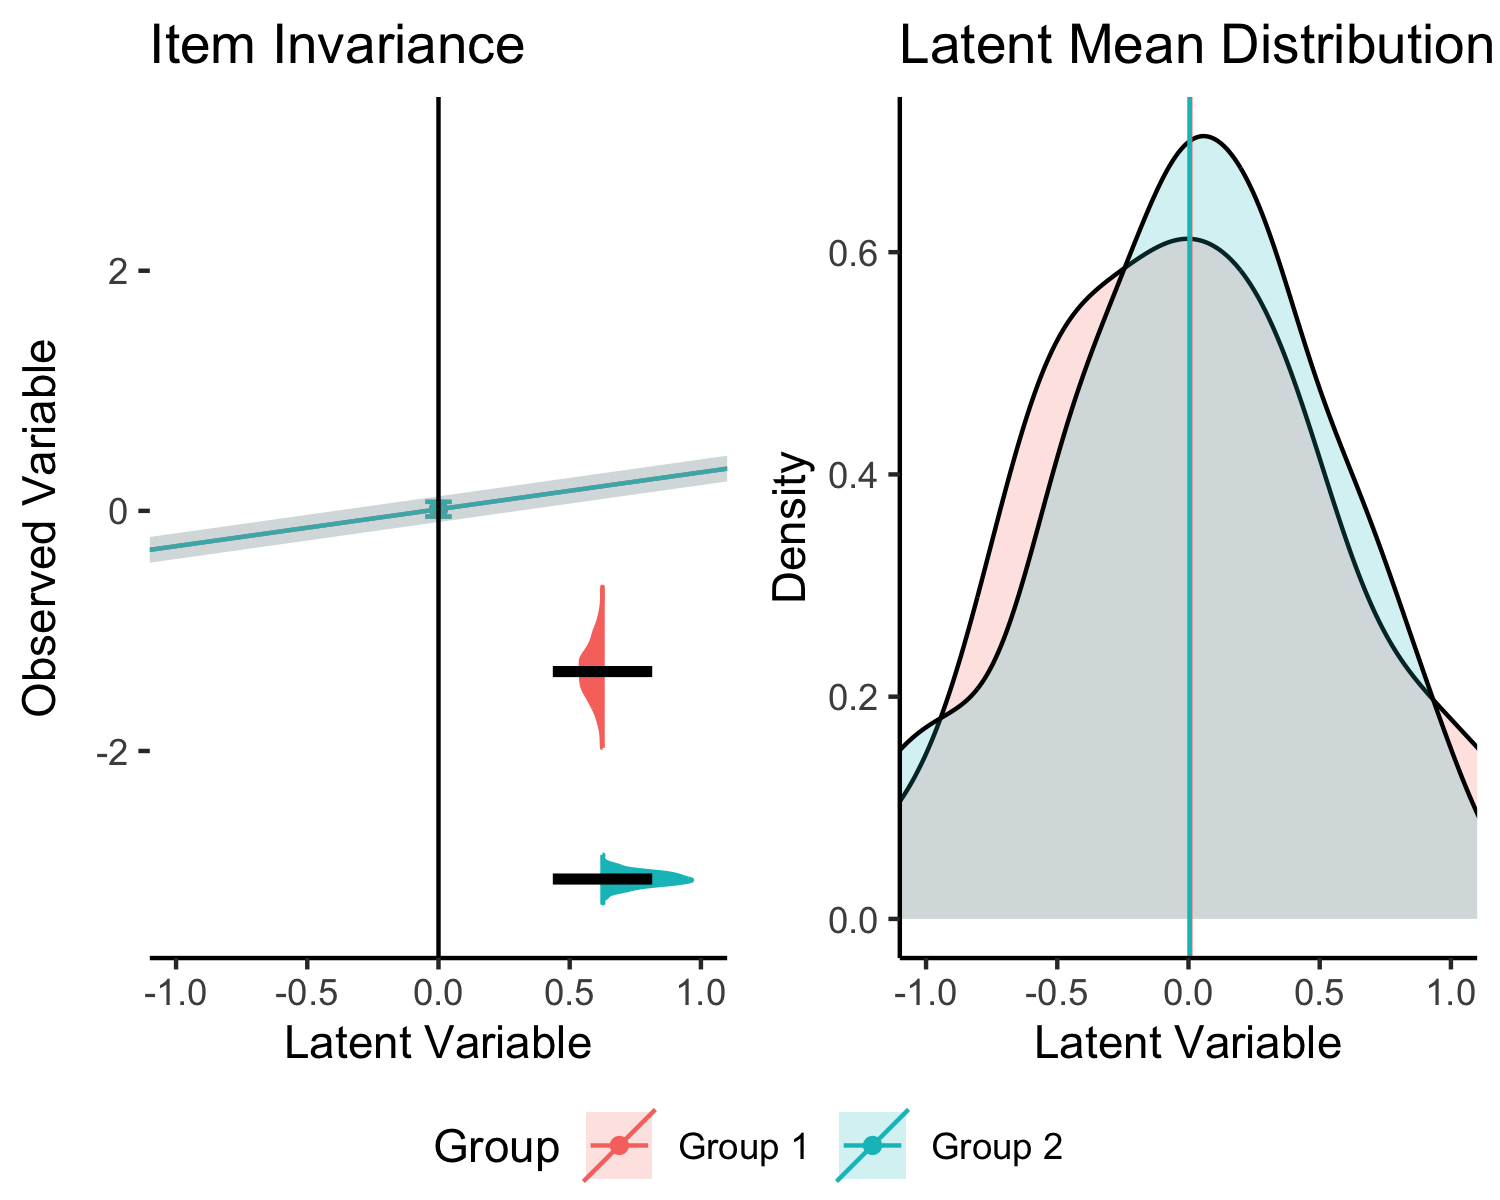 Item Invariance
Observed Variable
2
0
-2
-1.0 -0.5 0.0 0.5 1.0
Latent Variable
Latent Mean Distribution
Density
0.6
0.4
0.2
0.0
-1.0 -0.5 0.0 0.5 1.0
Latent Variable
Group Group 1 Group 2